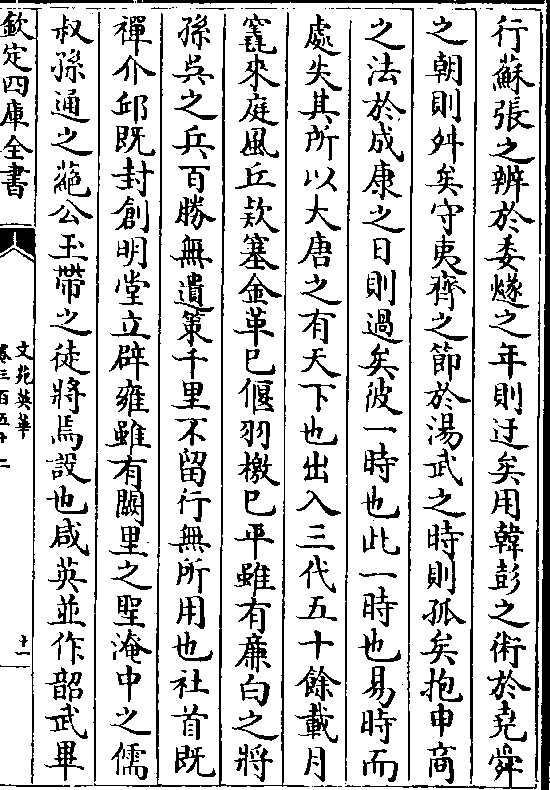 行蘇張之辨於委燧之年則迂矣用韓彭之術於堯舜
之朝則舛矣守夷齊之節於湯武之時則孤矣抱申商
之法於成康之日則過矣彼一時也此一時也易時而
處失其所以大唐之有天下也出入三代五十餘載月
窟來庭風丘欵塞金革已偃羽檄已平雖有廉白之將
孫吳之兵百勝無遺策千里不留行無所用也社首既
禪介邱既封創明堂立辟雍雖有闕里之聖淹中之儒
叔孫通之蕝公玉帶之徒將焉設也咸英並作韶武畢
欽定四庫全書
文苑英華
卷三百五十二
十一